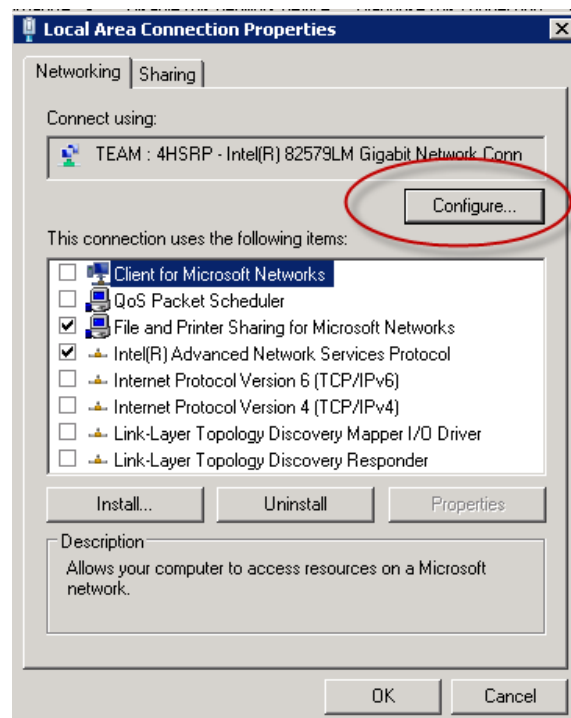 Local Area Connection Properties
Networking
Sharing
Connect using:
TEAM : 4HSRP - Intel(R) 82579LM Gigabit Network Conn
Configure...
This connection uses the following items:
Client for Microsoft Networks
QoS Packet Scheduler
File and Printer Sharing for Microsoft Networks
Intel(R) Advanced Network Services Protocol
Internet Protocol Version 6 (TCP/IPv6)
Internet Protocol Version 4 (TCP/IPv4)
Link-Layer Topology Discovery Mapper I/O Driver
Link-Layer Topology Discovery Responder
Install...
Uninstall
Properties
Description
Allows your computer to access resources on a Microsoft
network.
OK
Cancel